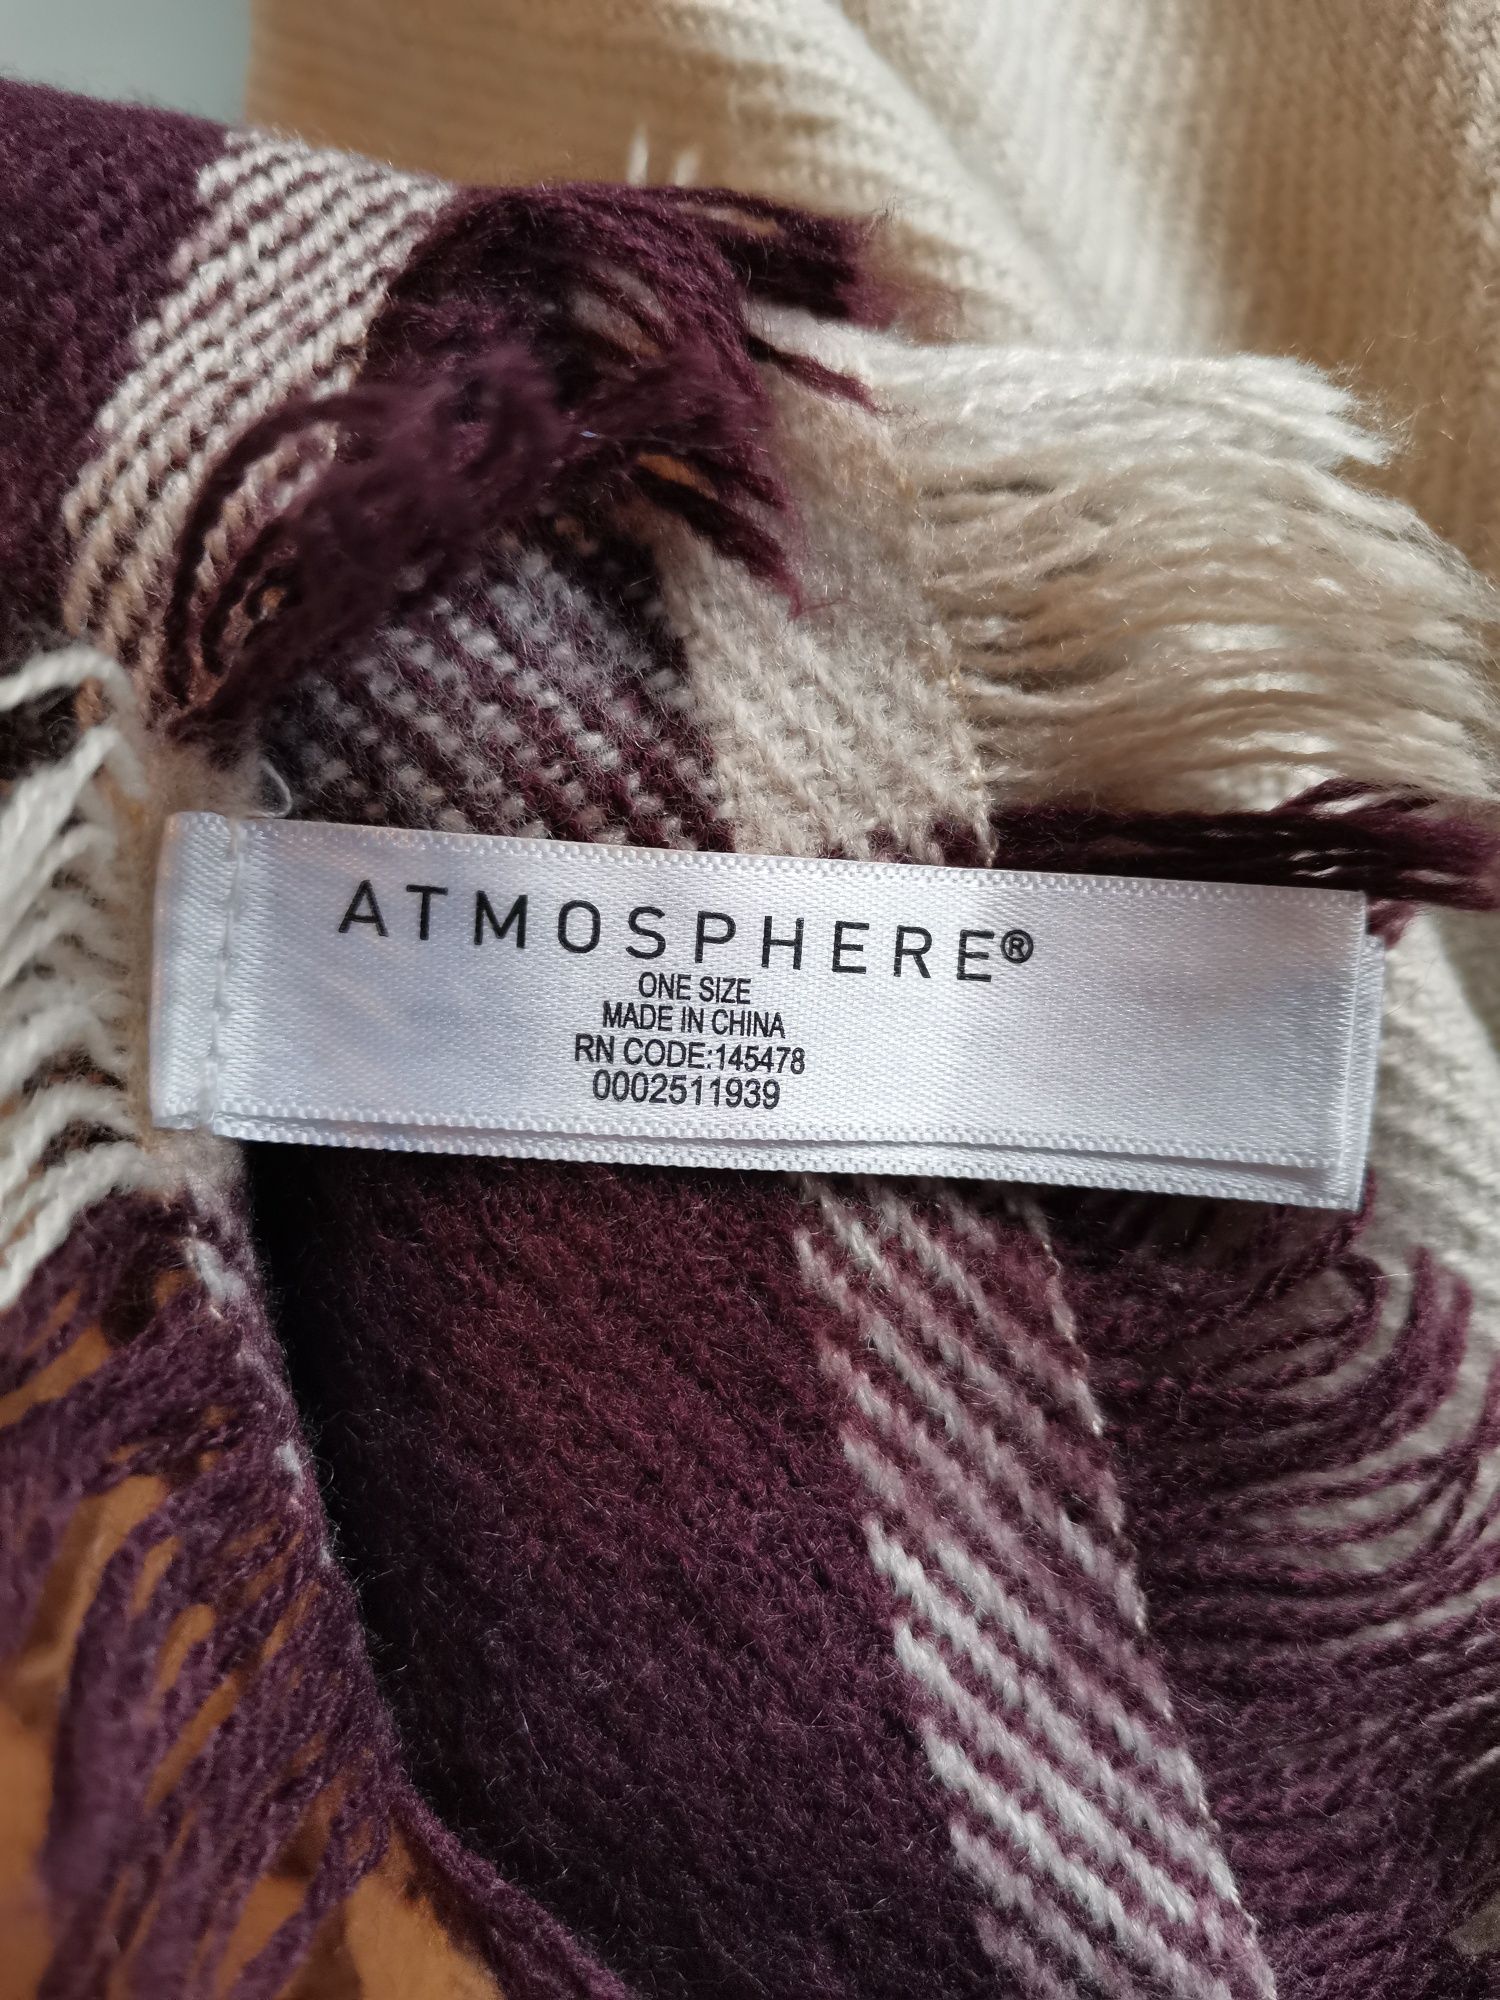 ATMOSPHERE®
ONE SIZE
MADE IN CHINA
RN CODE:145478
0002511939